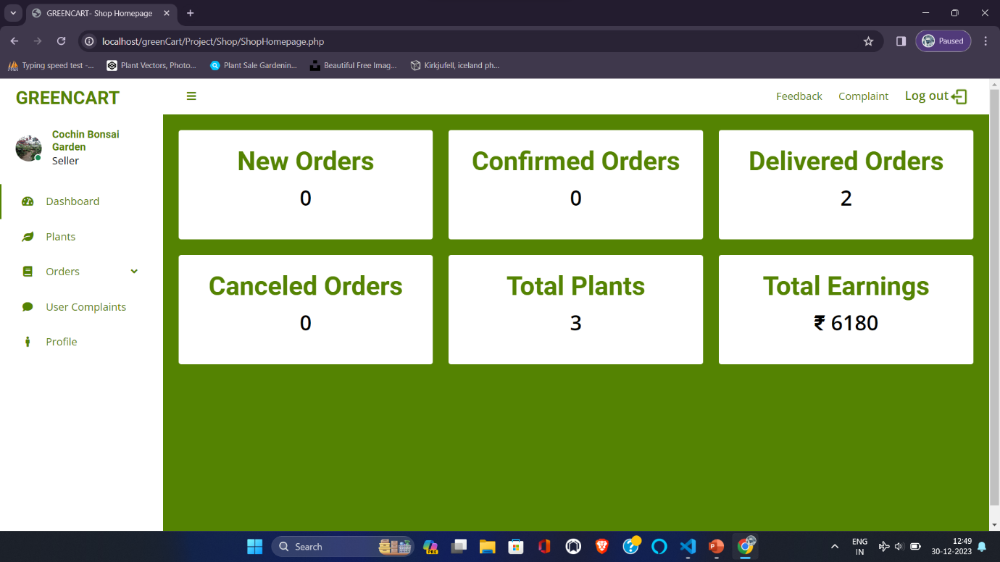 GREENCART- Shop Homepage
localhost/greenCart/Project/Shop/ShopHomepage.php
Paused
Typing speed test -...
Plant Vectors, Photo...
Plant Sale Gardenin...
Beautiful Free Imag...
Kirkjufell, iceland ph...
GREENCART
Feedback
Complaint
Log out
Cochin Bonsai
Garden
Seller
Dashboard
Plants
Orders
User Complaints
Profile
New Orders
0
Confirmed Orders
0
Delivered Orders
2
Canceled Orders
0
Total Plants
3
Total Earnings
₹ 6180
Search
PRE
ENG
IN
12:49
30-12-2023